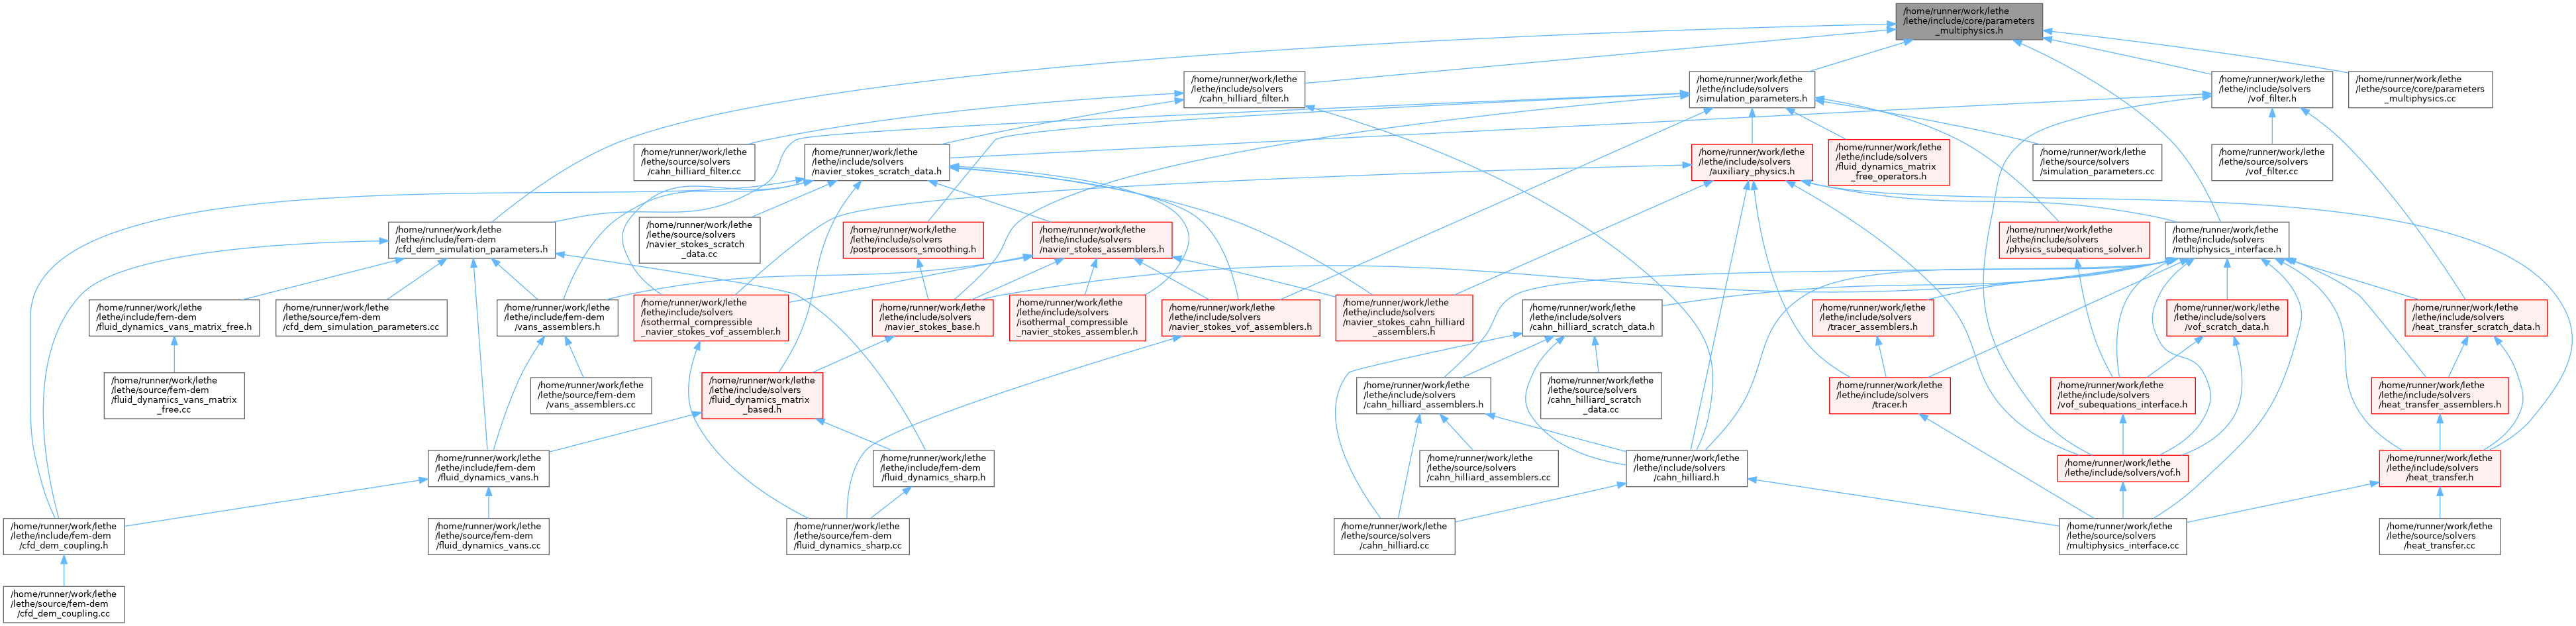 /home/runner/work/lethe
/lethe/include/core/parameters
_multiphysics.h
/home/runner/work/lethe
/lethe/include/solvers
/cahn_hilliard_filter.h
/home/runner/work/lethe
/lethe/include/solvers
/simulation_parameters.h
/home/runner/work/lethe
/lethe/include/solvers
/vof_filter.h
/home/runner/work/lethe
/lethe/source/core/parameters
_multiphysics.cc
/home/runner/work/lethe
/lethe/source/solvers
/cahn_hilliard_filter.cc
/home/runner/work/lethe
/lethe/include/solvers
/navier_stokes_scratch_data.h
/home/runner/work/lethe
/lethe/include/solvers
/auxiliary_physics.h
/home/runner/work/lethe
/lethe/include/solvers
/fluid_dynamics_matrix
_free_operators.h
/home/runner/work/lethe
/lethe/source/solvers
/simulation_parameters.cc
/home/runner/work/lethe
/lethe/source/solvers
/vof_filter.cc
/home/runner/work/lethe
/lethe/include/fem-dem
/cfd_dem_simulation_parameters.h
/home/runner/work/lethe
/lethe/source/solvers
/navier_stokes_scratch
_data.cc
/home/runner/work/lethe
/lethe/include/solvers
/postprocessors_smoothing.h
/home/runner/work/lethe
/lethe/include/solvers
/navier_stokes_assemblers.h
/home/runner/work/lethe
/lethe/include/solvers
/physics_subequations_solver.h
/home/runner/work/lethe
/lethe/include/solvers
/multiphysics_interface.h
/home/runner/work/lethe
/lethe/include/fem-dem
/fluid_dynamics_vans_matrix_free.h
/home/runner/work/lethe
/lethe/source/fem-dem
/cfd_dem_simulation_parameters.cc
/home/runner/work/lethe
/lethe/include/fem-dem
/vans_assemblers.h
/home/runner/work/lethe
/lethe/include/solvers
/isothermal_compressible
_navier_stokes_vof_assembler.h
/home/runner/work/lethe
/lethe/include/solvers
/navier_stokes_base.h
/home/runner/work/lethe
/lethe/include/solvers
/isothermal_compressible
_navier_stokes_assembler.h
/home/runner/work/lethe
/lethe/include/solvers
/navier_stokes_vof_assemblers.h
/home/runner/work/lethe
/lethe/include/solvers
/navier_stokes_cahn_hilliard
_assemblers.h
/home/runner/work/lethe
/lethe/include/solvers
/cahn_hilliard_scratch_data.h
/home/runner/work/lethe
/lethe/include/solvers
/tracer_assemblers.h
/home/runner/work/lethe
/lethe/include/solvers
/vof_scratch_data.h
/home/runner/work/lethe
/lethe/include/solvers
/heat_transfer_scratch_data.h
/home/runner/work/lethe
/lethe/source/fem-dem
/fluid_dynamics_vans_matrix
_free.cc
/home/runner/work/lethe
/lethe/source/fem-dem
/vans_assemblers.cc
/home/runner/work/lethe
/lethe/include/solvers
/fluid_dynamics_matrix
_based.h
/home/runner/work/lethe
/lethe/include/solvers
/cahn_hilliard_assemblers.h
/home/runner/work/lethe
/lethe/source/solvers
/cahn_hilliard_scratch
_data.cc
/home/runner/work/lethe
/lethe/include/solvers
/tracer.h
/home/runner/work/lethe
/lethe/include/solvers
/vof_subequations_interface.h
/home/runner/work/lethe
/lethe/include/solvers
/heat_transfer_assemblers.h
/home/runner/work/lethe
/lethe/include/fem-dem
/fluid_dynamics_vans.h
/home/runner/work/lethe
/lethe/include/fem-dem
/fluid_dynamics_sharp.h
/home/runner/work/lethe
/lethe/source/solvers
/cahn_hilliard_assemblers.cc
/home/runner/work/lethe
/lethe/include/solvers
/cahn_hilliard.h
/home/runner/work/lethe
/lethe/include/solvers/vof.h
/home/runner/work/lethe
/lethe/include/solvers
/heat_transfer.h
/home/runner/work/lethe
/lethe/include/fem-dem
/cfd_dem_coupling.h
/home/runner/work/lethe
/lethe/source/fem-dem
/fluid_dynamics_vans.cc
/home/runner/work/lethe
/lethe/source/fem-dem
/fluid_dynamics_sharp.cc
/home/runner/work/lethe
/lethe/source/solvers
/cahn_hilliard.cc
/home/runner/work/lethe
/lethe/source/solvers
/multiphysics_interface.cc
/home/runner/work/lethe
/lethe/source/solvers
/heat_transfer.cc
/home/runner/work/lethe
/lethe/source/fem-dem
/cfd_dem_coupling.cc